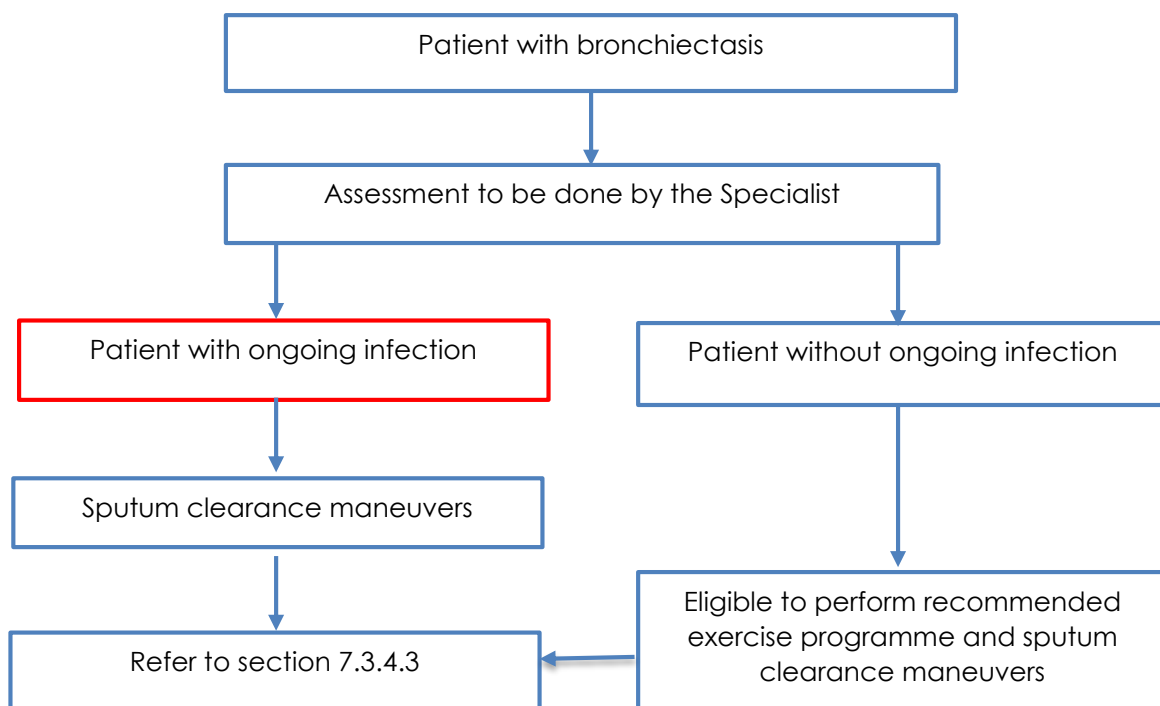 Patient with bronchiectasis
Assessment to be done by the Specialist
Patient with ongoing infection
Patient without ongoing infection
Sputum clearance maneuvers
Eligible to perform recommended
exercise programme and sputum
clearance maneuvers
Refer to section 7.3.4.3